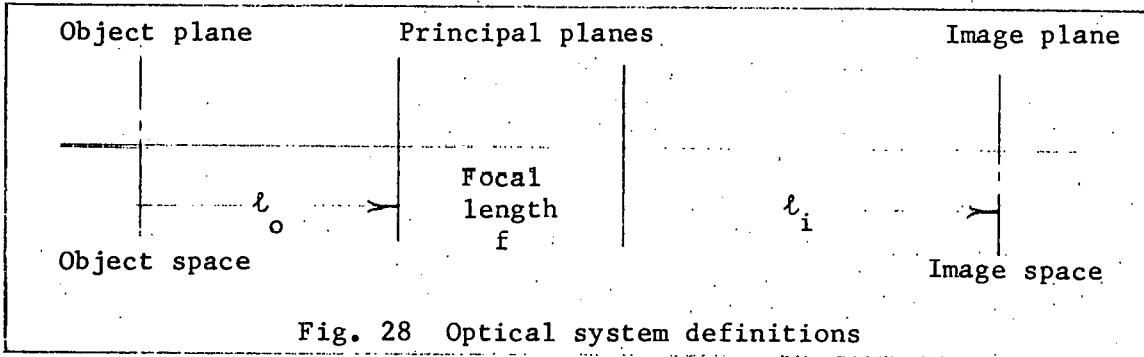 Object plane Principal planes Image plane
Focal
length
f
ℓo ℓi
Object space Image space
Fig. 28 Optical system definitions